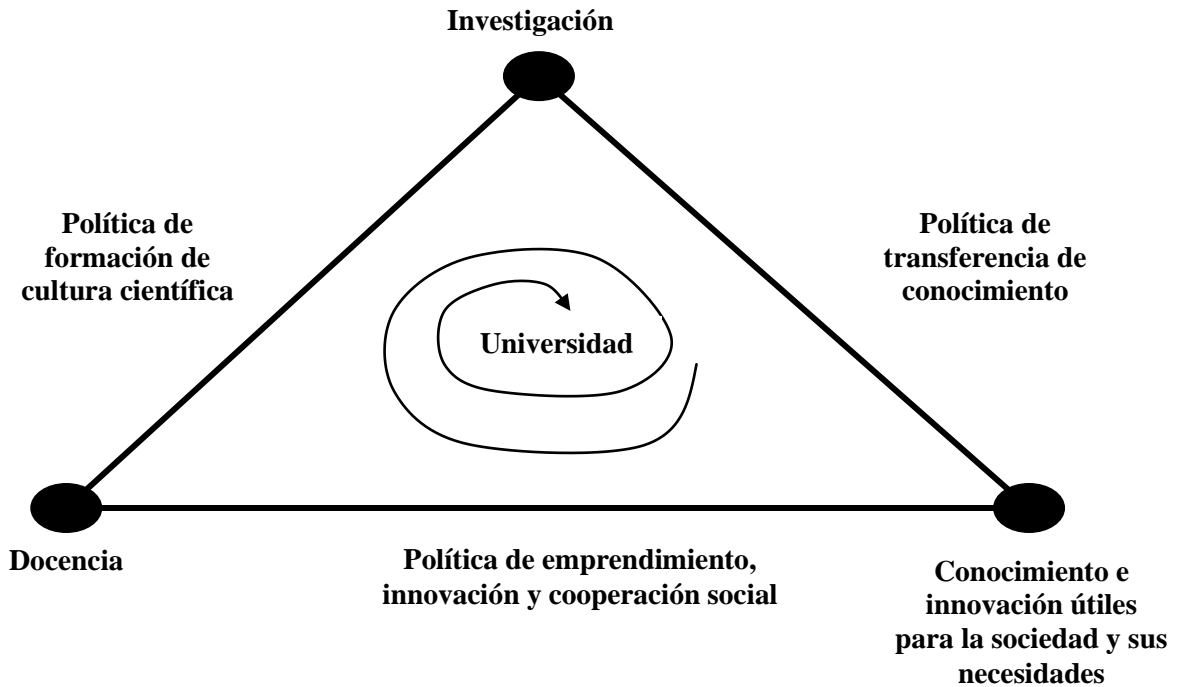 Investigación
Política de
formación de
cultura científica
Política de
transferencia de
conocimiento
Universidad
Docencia
Política de emprendimiento,
innovación y cooperación social
Conocimiento e
innovación útiles
para la sociedad y sus
necesidades